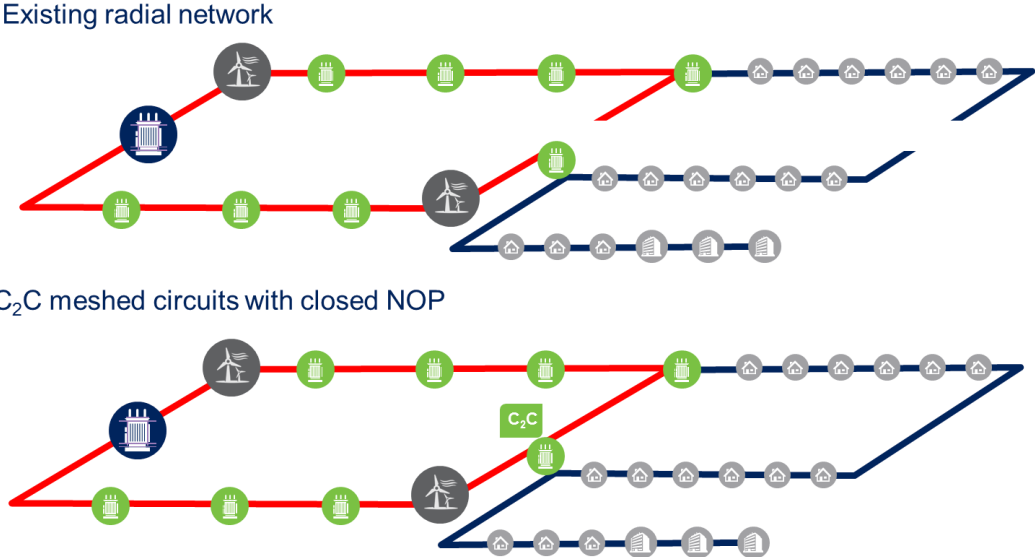 Existing radial network
C₂C meshed circuits with closed NOP
C₂C